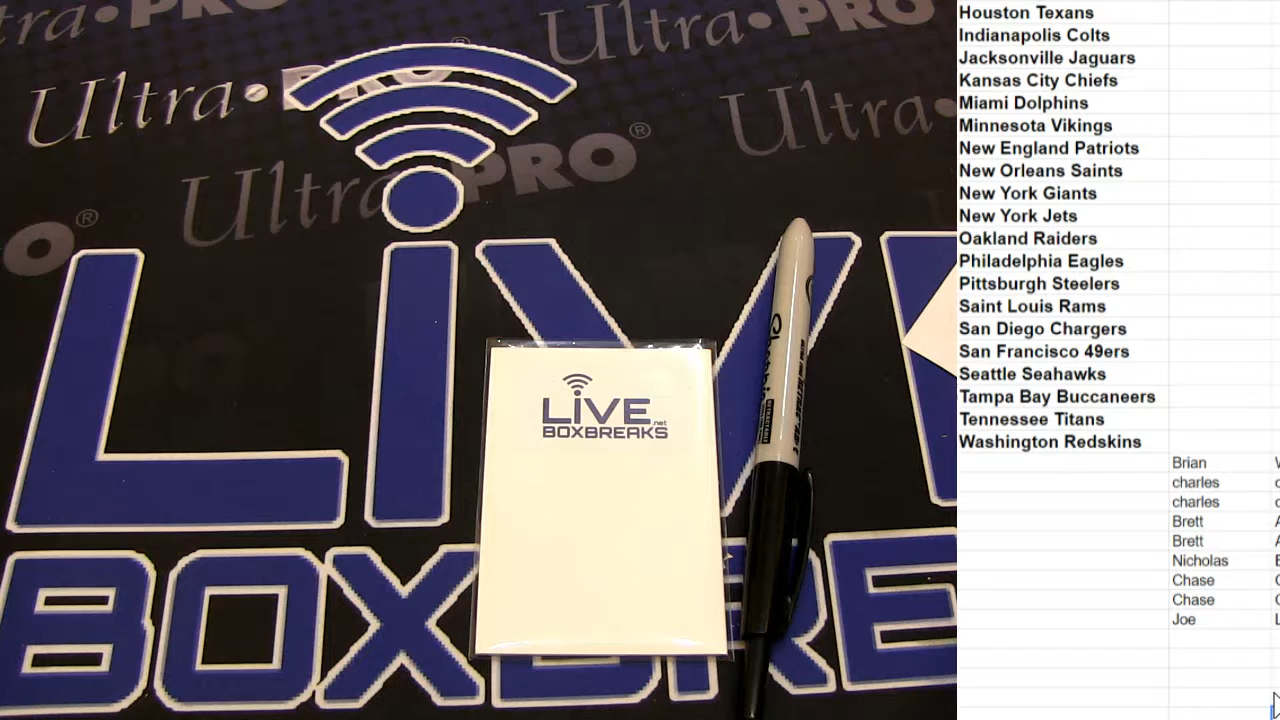 Ultra·PRO
Ultra·PRO®
Ultra·PRO®
Ultra·PRO®
Ultra·
O®
LiVE
BOXBRE
LiVE.net
BOXBREAKS
Sharpie
Houston Texans
Indianapolis Colts
Jacksonville Jaguars
Kansas City Chiefs
Miami Dolphins
Minnesota Vikings
New England Patriots
New Orleans Saints
New York Giants
New York Jets
Oakland Raiders
Philadelphia Eagles
Pittsburgh Steelers
Saint Louis Rams
San Diego Chargers
San Francisco 49ers
Seattle Seahawks
Tampa Bay Buccaneers
Tennessee Titans
Washington Redskins
Brian
charles
charles
Brett
Brett
Nicholas
Chase
Chase
Joe